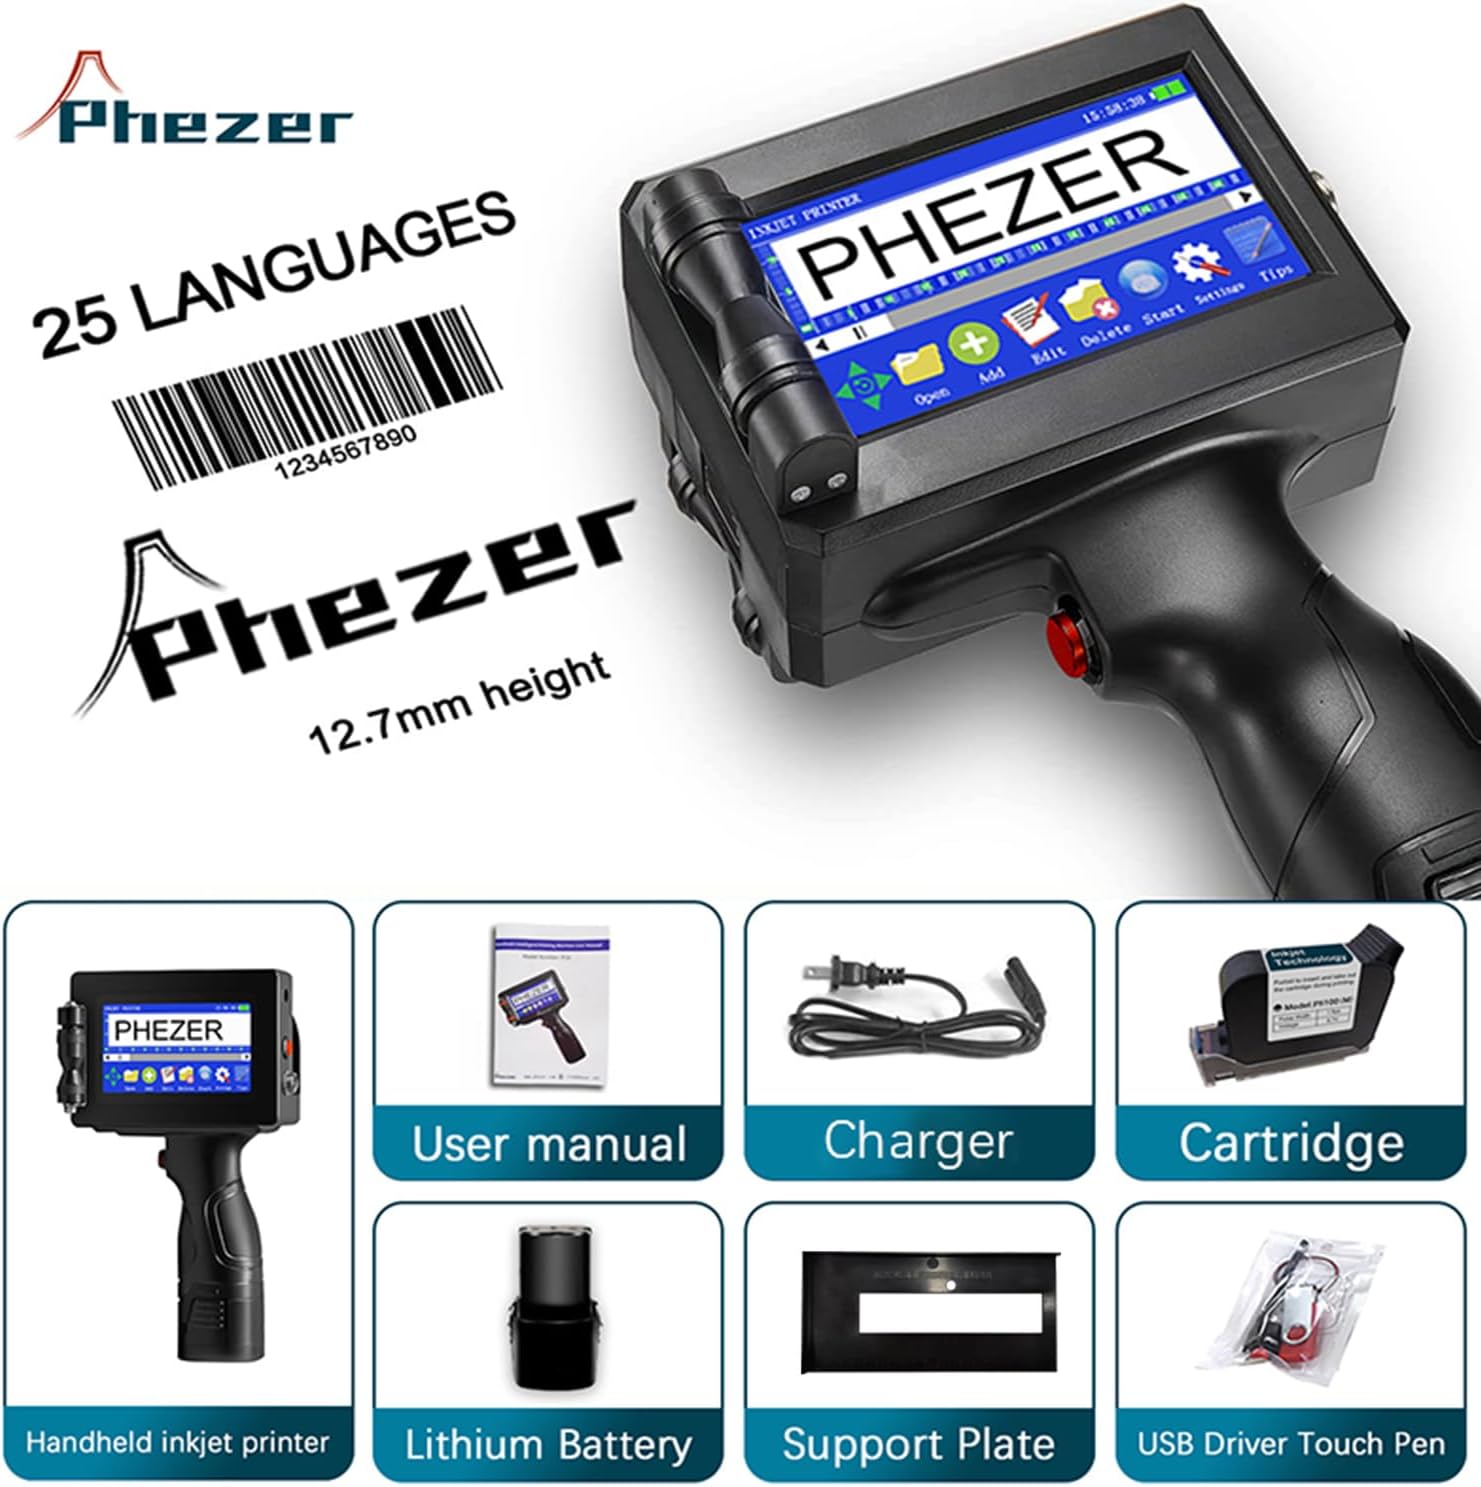 Phezer
25 LANGUAGES
1234567890
Phezer
12.7mm height
INKJET PRINTER
15:58:38
PHEZER
Open
Add
Edit
Delete
Start
Settings
Tips
PHEZER
Handheld inkjet printer
User manual
Charger
Inkjet
Technology
Cartridge
Lithium Battery
Support Plate
USB Driver Touch Pen